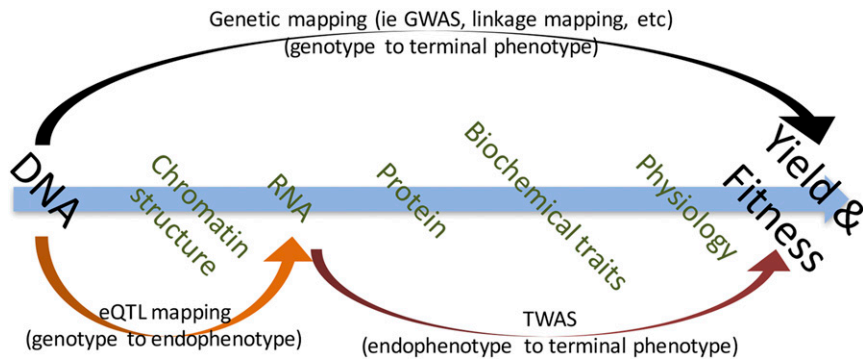 Genetic mapping (ie GWAS, linkage mapping, etc)
(genotype to terminal phenotype)
DNA
Chromatin
structure
RNA
Protein
Biochemical traits
Physiology
Yield &
Fitness
eQTL mapping
(genotype to endophenotype)
TWAS
(endophenotype to terminal phenotype)